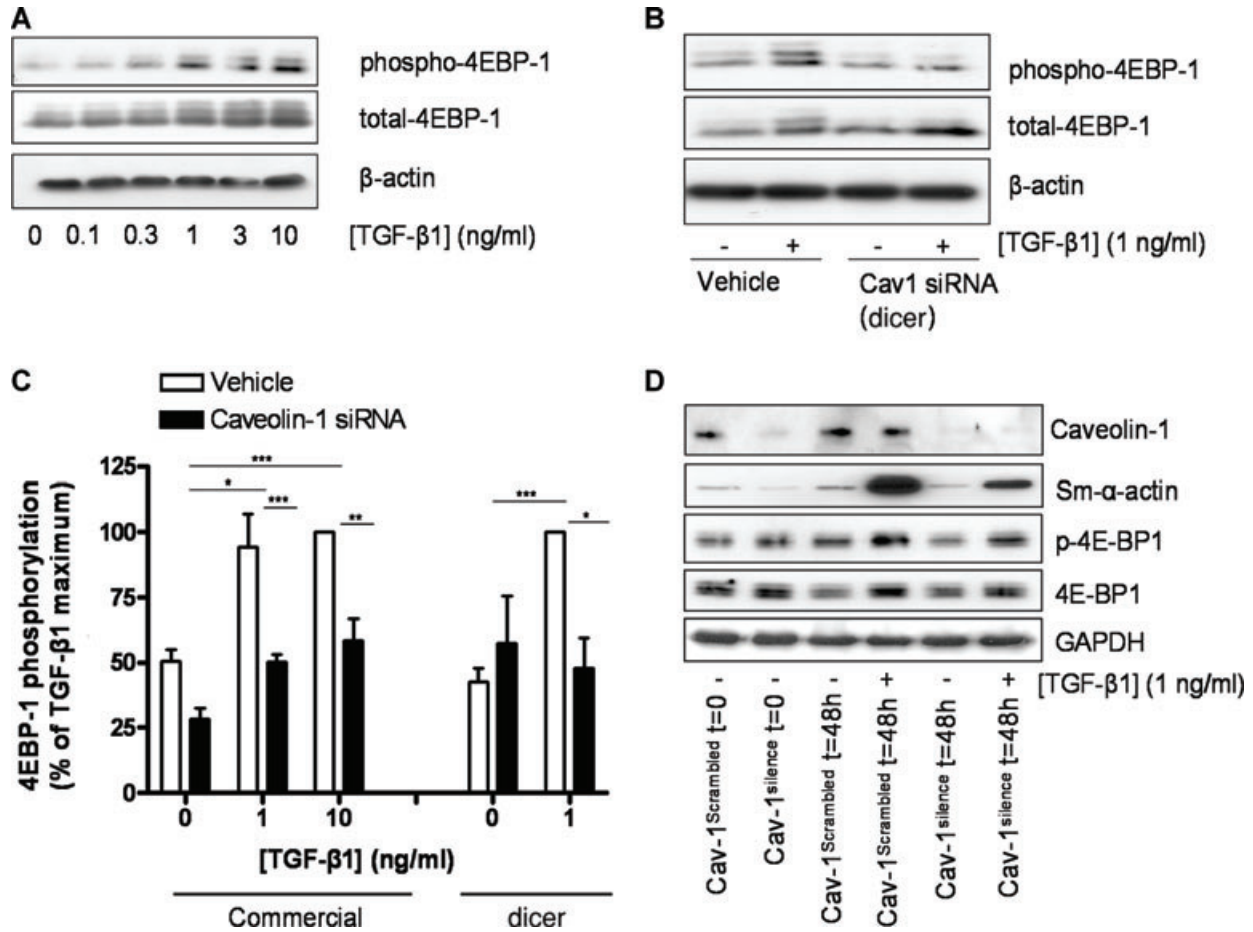 A
phospho-4EBP-1
total-4EBP-1
β-actin
0 0.1 0.3 1 3 10 [TGF-β1] (ng/ml)
B
phospho-4EBP-1
total-4EBP-1
β-actin
- + - + [TGF-β1] (1 ng/ml)
Vehicle Cav1 siRNA
(dicer)
C
Vehicle
Caveolin-1 siRNA
4EBP-1 phosphorylation
(% of TGF-β1 maximum)
125
100
75
50
25
0
***
* ***
**
***
*
0 1 10 0 1
[TGF-β1] (ng/ml)
Commercial dicer
D
Caveolin-1
Sm-α-actin
p-4E-BP1
4E-BP1
GAPDH
- - - + - + [TGF-β1] (1 ng/ml)
Cav-1Scrambled t=0
Cav-1silence t=0
Cav-1Scrambled t=48h
Cav-1Scrambled t=48h
Cav-1silence t=48h
Cav-1silence t=48h